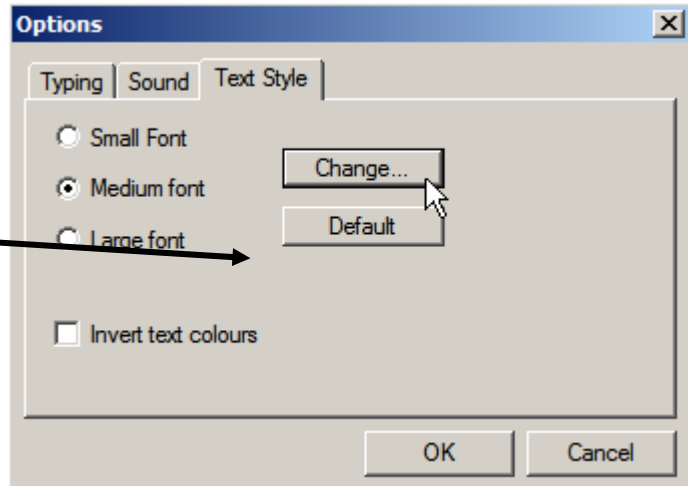 Options
Typing Sound Text Style
Small Font
Change...
Medium font
Default
Large font
Invert text colours
OK Cancel